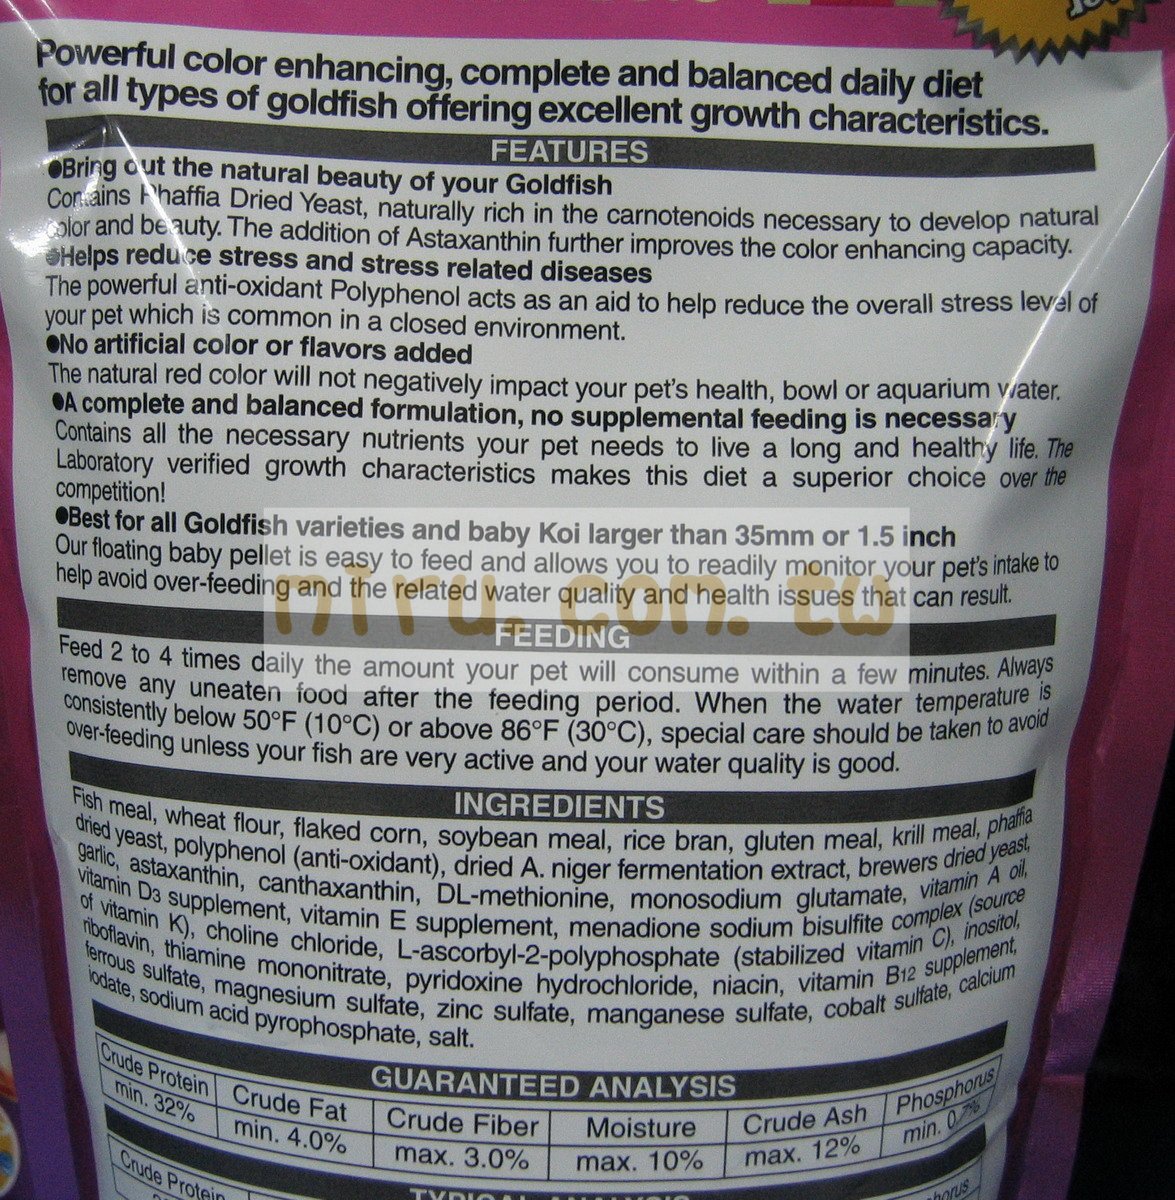 Powerful color enhancing, complete and balanced daily diet
for all types of goldfish offering excellent growth characteristics.
FEATURES
●Bring out the natural beauty of your Goldfish
Contains Phaffia Dried Yeast, naturally rich in the carnotenoids necessary to develop natural
color and beauty. The addition of Astaxanthin further improves the color enhancing capacity.
●Helps reduce stress and stress related diseases
The powerful anti-oxidant Polyphenol acts as an aid to help reduce the overall stress level of
your pet which is common in a closed environment.
●No artificial color or flavors added
The natural red color will not negatively impact your pet's health, bowl or aquarium water.
●A complete and balanced formulation, no supplemental feeding is necessary
Contains all the necessary nutrients your pet needs to live a long and healthy life. The
Laboratory verified growth characteristics makes this diet a superior choice over the
competition!
●Best for all Goldfish varieties and baby Koi larger than 35mm or 1.5 inch
Our floating baby pellet is easy to feed and allows you to readily monitor your pet's intake to
help avoid over-feeding and the related water quality and health issues that can result.
ntru.com.tw
FEEDING
Feed 2 to 4 times daily the amount your pet will consume within a few minutes. Always
remove any uneaten food after the feeding period. When the water temperature is
consistently below 50°F (10°C) or above 86°F (30°C), special care should be taken to avoid
over-feeding unless your fish are very active and your water quality is good.
INGREDIENTS
Fish meal, wheat flour, flaked corn, soybean meal, rice bran, gluten meal, krill meal, phaffia
dried yeast, polyphenol (anti-oxidant), dried A. niger fermentation extract, brewers dried yeast,
garlic, astaxanthin, canthaxanthin, DL-methionine, monosodium glutamate, vitamin A oil,
vitamin D3 supplement, vitamin E supplement, menadione sodium bisulfite complex (source
of vitamin K), choline chloride, L-ascorbyl-2-polyphosphate (stabilized vitamin C), inositol,
riboflavin, thiamine mononitrate, pyridoxine hydrochloride, niacin, vitamin B12 supplement,
ferrous sulfate, magnesium sulfate, zinc sulfate, manganese sulfate, cobalt sulfate, calcium
iodate, sodium acid pyrophosphate, salt.
GUARANTEED ANALYSIS
Crude Protein Crude Fat Crude Fiber Moisture Crude Ash Phosphorus
min. 32% min. 4.0% max. 3.0% max. 10% max. 12% min. 0.7%
Crude Protein